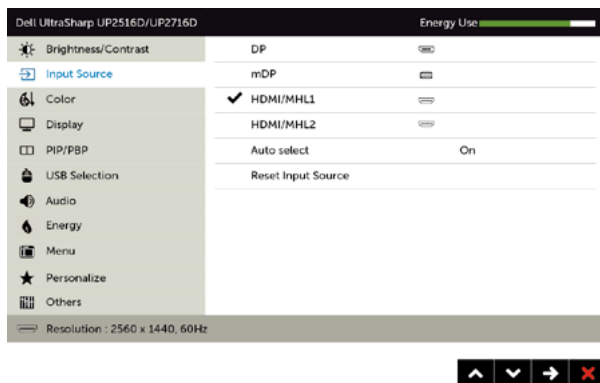 Dell UltraSharp UP2516D/UP2716D Energy Use
Brightness/Contrast DP
Input Source mDP
Color HDMI/MHL1
Display HDMI/MHL2
PIP/PBP Auto select On
USB Selection Reset Input Source
Audio
Energy
Menu
Personalize
Others
Resolution : 2560 x 1440, 60Hz